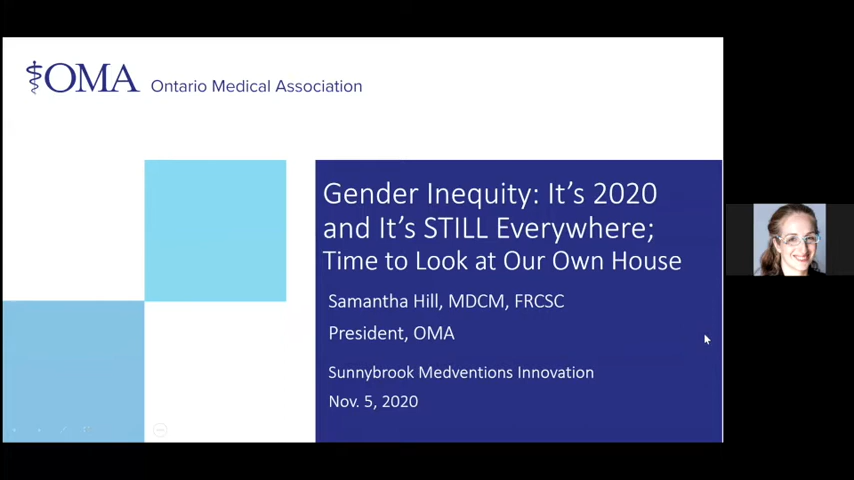 OMA Ontario Medical Association
Gender Inequity: It's 2020
and It's STILL Everywhere;
Time to Look at Our Own House
Samantha Hill, MDCM, FRCSC
President, OMA
Sunnybrook Medventions Innovation
Nov. 5, 2020